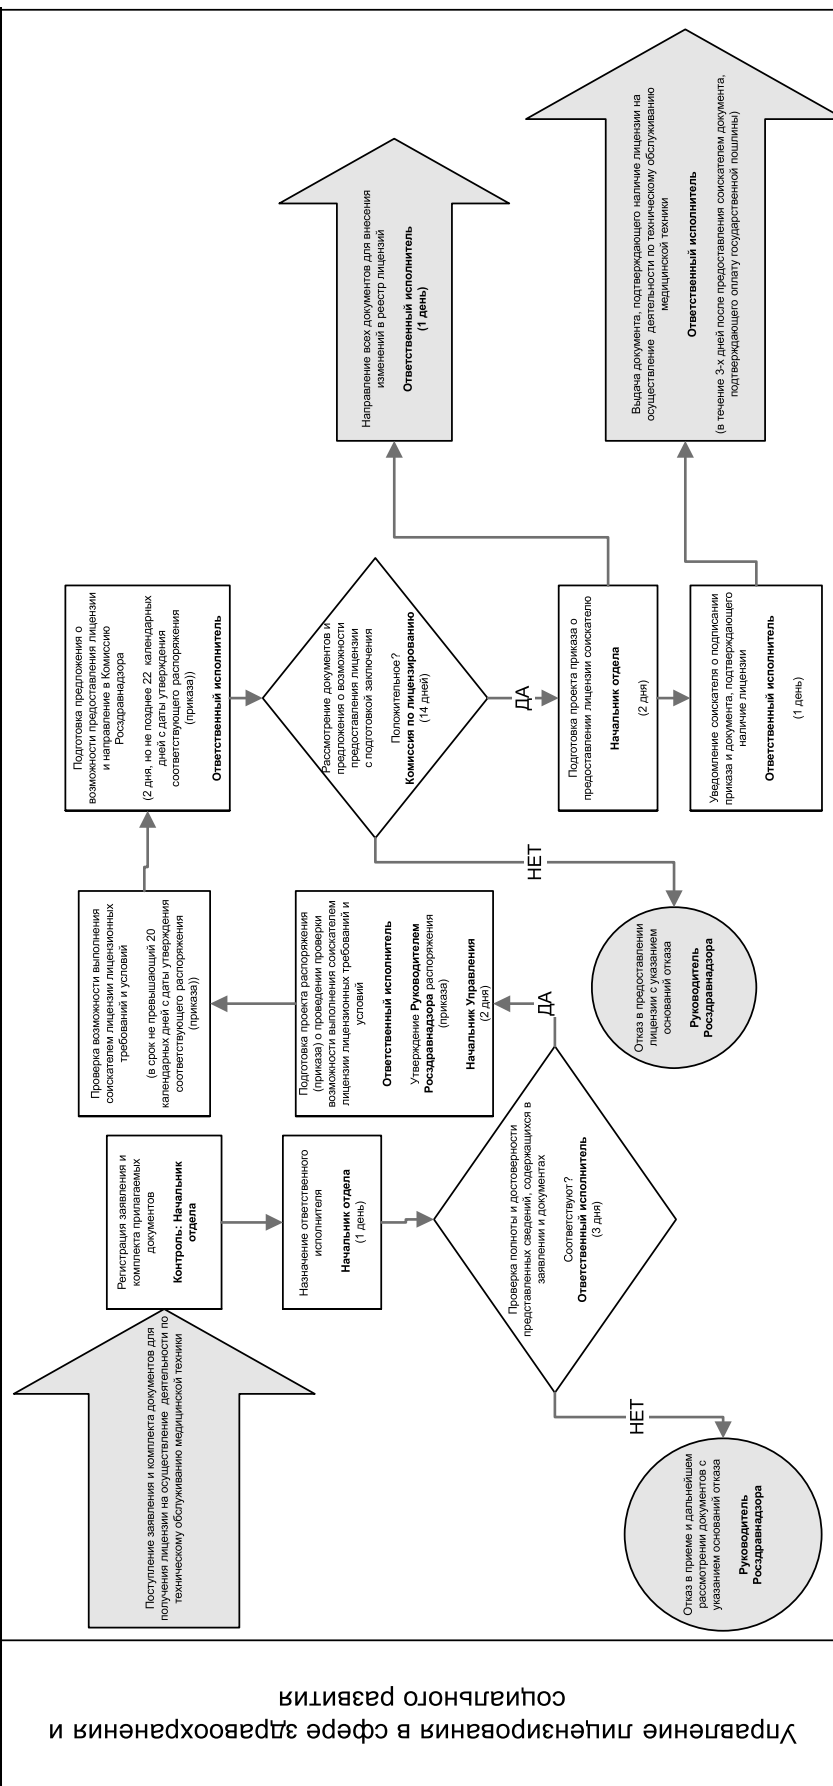 Управление лицензирования в сфере здравоохранения и
социального развития
Поступление заявления и комплекта документов для
получения лицензии на осуществление деятельности по
техническому обслуживанию медицинской техники
Регистрация заявления и
комплекта прилагаемых
документов
Контроль: Начальник
отдела
Назначение ответственного
исполнителя
Начальник отдела
(1 день)
Проверка полноты и достоверности
представленных сведений, содержащихся в
заявлении и документах
Соответствуют?
Ответственный исполнитель
(3 дня)
НЕТ
Отказ в приеме и дальнейшем
рассмотрении документов с
указанием оснований отказа
Руководитель
Росздравнадзора
ДА
Подготовка проекта распоряжения
(приказа) о проведении проверки
возможности выполнения соискателем
лицензии лицензионных требований и
условий
Ответственный исполнитель
Утверждение Руководителем
Росздравнадзора распоряжения
(приказа)
Начальник Управления
(2 дня)
Проверка возможности выполнения
соискателем лицензии лицензионных
требований и условий
(в срок не превышающий 20
календарных дней с даты утверждения
соответствующего распоряжения
(приказа))
Подготовка предложения о
возможности предоставления лицензии
и направление в Комиссию
Росздравнадзора
(2 дня, но не позднее 22 календарных
дней с даты утверждения
соответствующего распоряжения
(приказа))
Ответственный исполнитель
Рассмотрение документов и
предложения о возможности
предоставления лицензии
с подготовкой заключения
Положительное?
Комиссия по лицензированию
(14 дней)
НЕТ
Отказ в предоставлении
лицензии с указанием
оснований отказа
Руководитель
Росздравнадзора
ДА
Подготовка проекта приказа о
предоставлении лицензии соискателю
Начальник отдела
(2 дня)
Уведомление соискателя о подписании
приказа и документа, подтверждающего
наличие лицензии
Ответственный исполнитель
(1 день)
Направление всех документов для внесения
изменений в реестр лицензий
Ответственный исполнитель
(1 день)
Выдача документа, подтверждающего наличие лицензии на
осуществление деятельности по техническому обслуживанию
медицинской техники
Ответственный исполнитель
(в течение 3-х дней после предоставления соискателем документа,
подтверждающего оплату государственной пошлины)